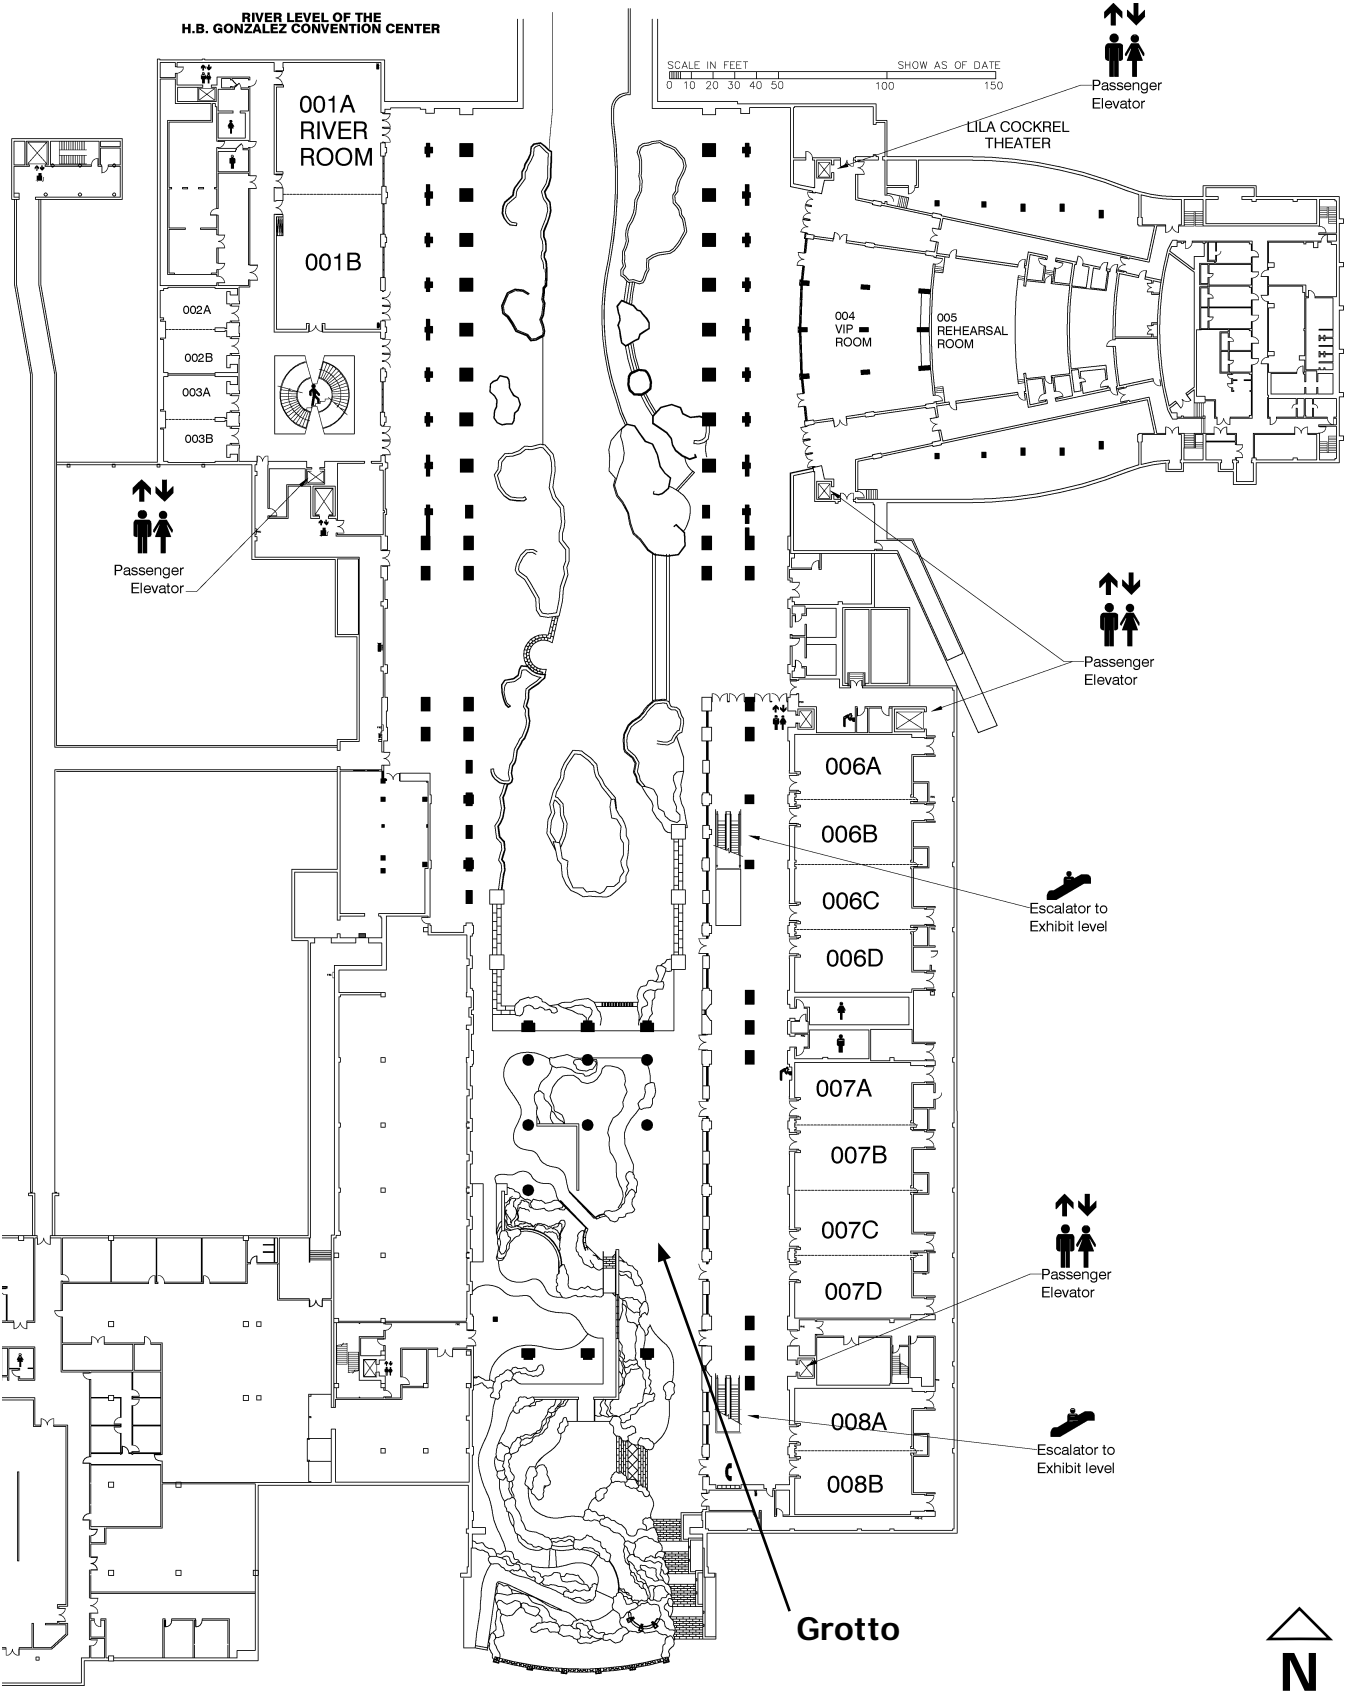 RIVER LEVEL OF THE
H.B. GONZALEZ CONVENTION CENTER
SCALE IN FEET
SHOW AS OF DATE
0 10 20 30 40 50 100 150
Passenger
Elevator
LILA COCKREL
THEATER
001A
RIVER
ROOM
001B
002A
002B
003A
003B
004
VIP
ROOM
005
REHEARSAL
ROOM
Passenger
Elevator
Passenger
Elevator
006A
006B
006C
006D
Escalator to
Exhibit level
007A
007B
007C
007D
Passenger
Elevator
008A
008B
Escalator to
Exhibit level
Grotto
N